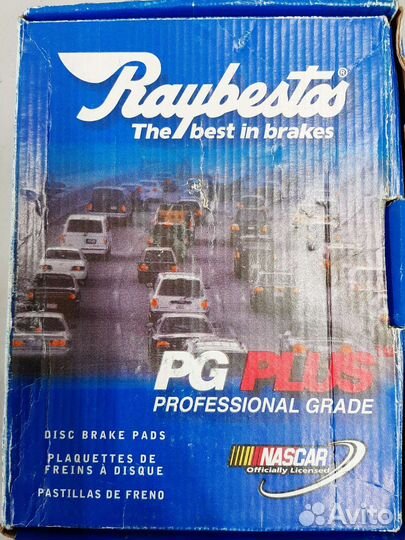 Raybestos®
The best in brakes
PG PLUS™
PROFESSIONAL GRADE
DISC BRAKE PADS
PLAQUETTES DE
FREINS À DISQUE
PASTILLAS DE FRENO
NASCAR
Officially Licensed
Avito